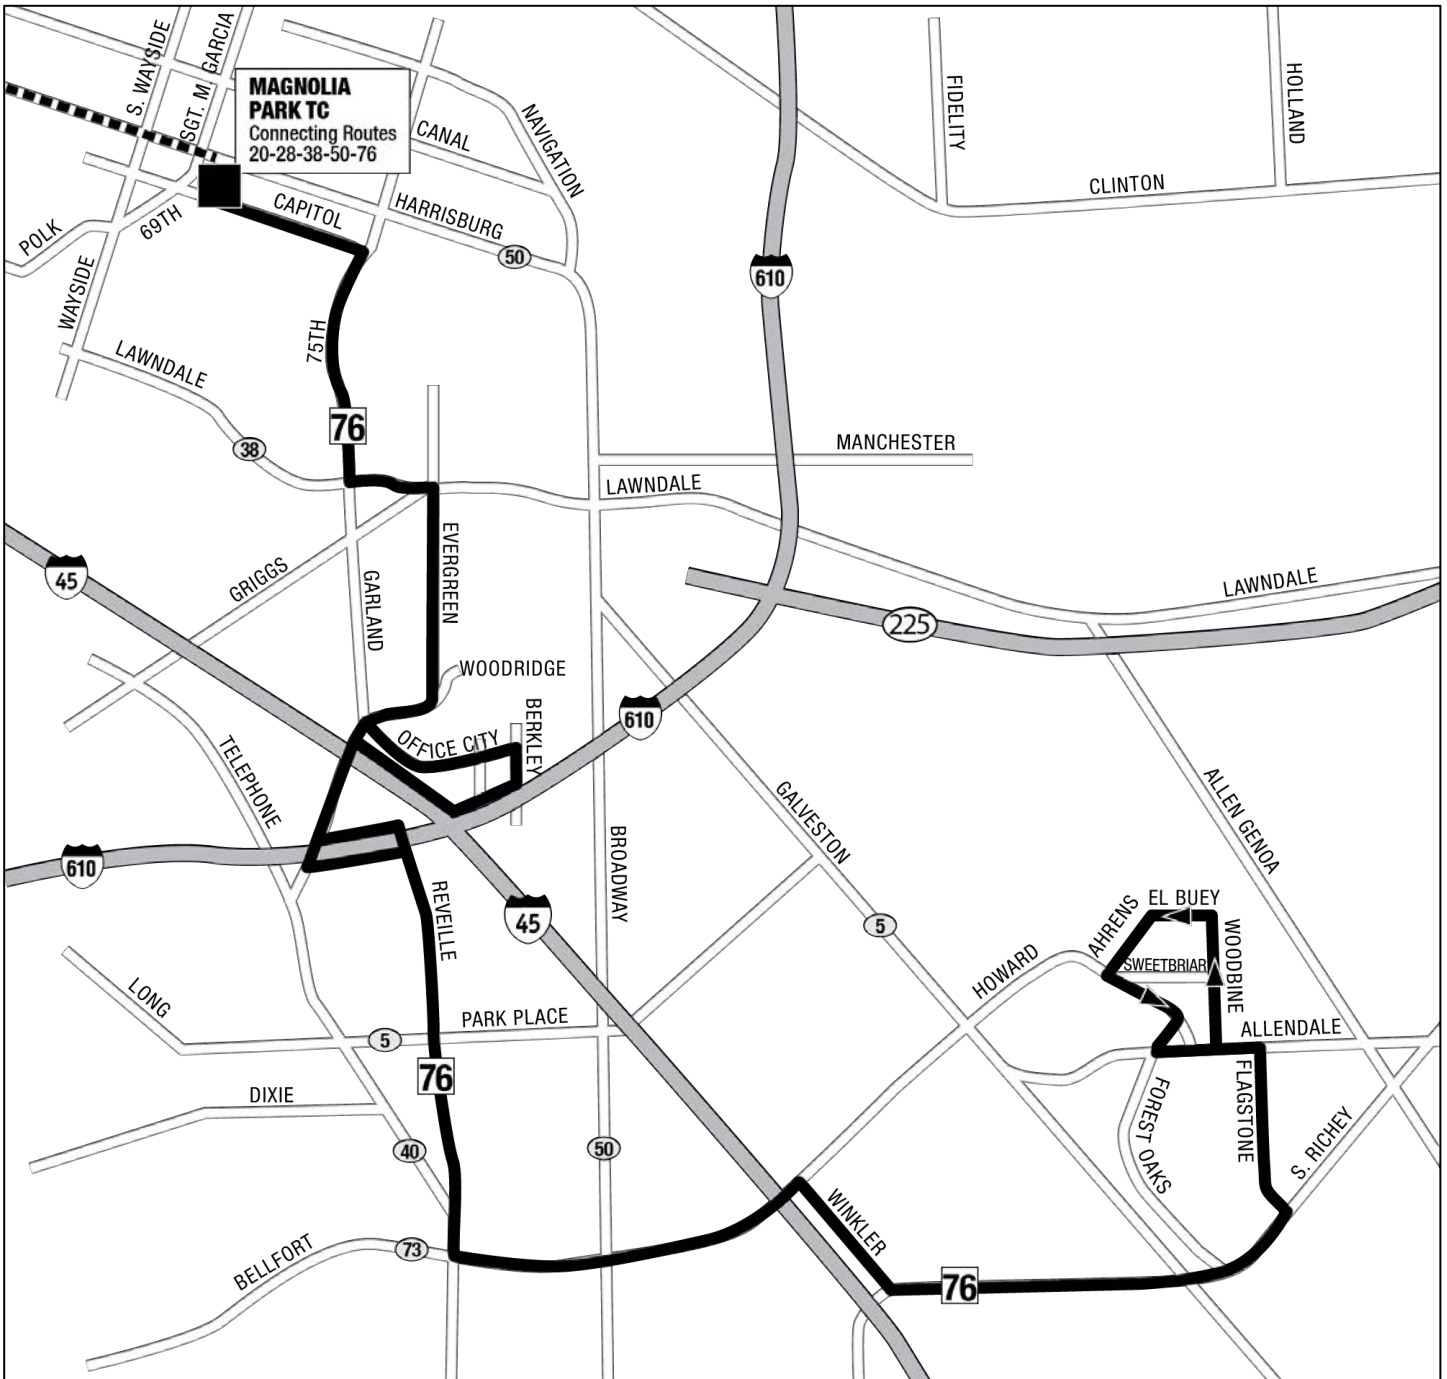 S. WAYSIDE
SGT. M. GARCIA
MAGNOLIA
PARK TC
Connecting Routes
20-28-38-50-76
CANAL
NAVIGATION
FIDELITY
HOLLAND
CLINTON
POLK
69TH
CAPITOL
HARRISBURG
50
610
WAYSIDE
75TH
LAWNDALE
76
38
MANCHESTER
LAWNDALE
45
GRIGGS
GARLAND
EVERGREEN
LAWNDALE
225
WOODRIDGE
BERKLEY
610
OFFICE CITY
TELEPHONE
GALVESTON
ALLEN GENOA
610
BROADWAY
REVEILLE
45
5
EL BUEY
AHRENS
SWEETBRIAR
WOODBINE
HOWARD
LONG
PARK PLACE
5
ALLENDALE
76
DIXIE
FOREST OAKS
FLAGSTONE
S. RICHEY
40
50
WINKLER
BELLFORT
73
76